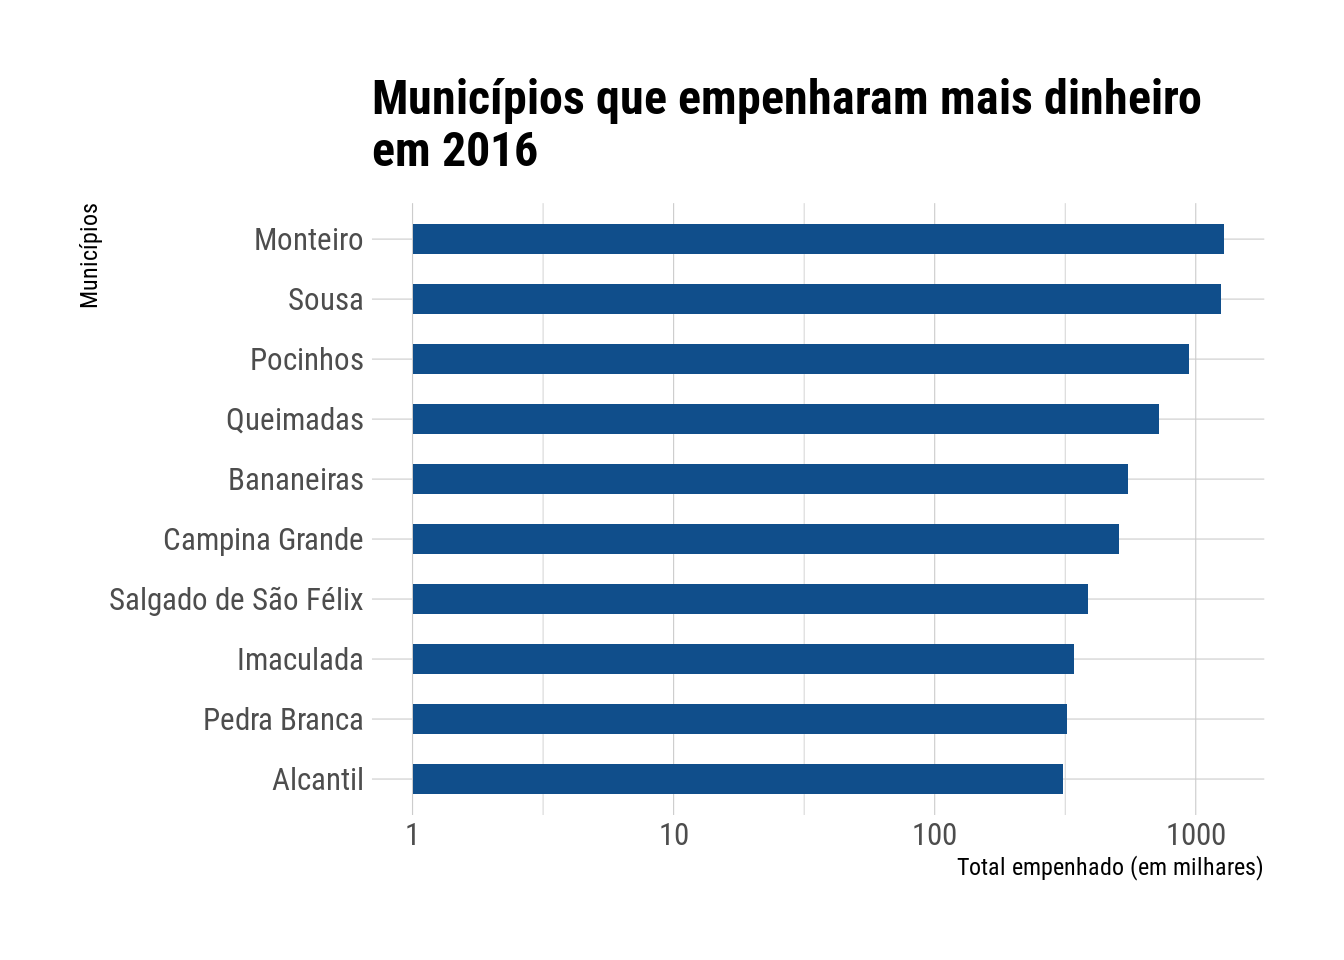 Municípios que empenharam mais dinheiro
em 2016
Municípios
Monteiro
Sousa
Pocinhos
Queimadas
Bananeiras
Campina Grande
Salgado de São Félix
Imaculada
Pedra Branca
Alcantil
1 10 100 1000
Total empenhado (em milhares)